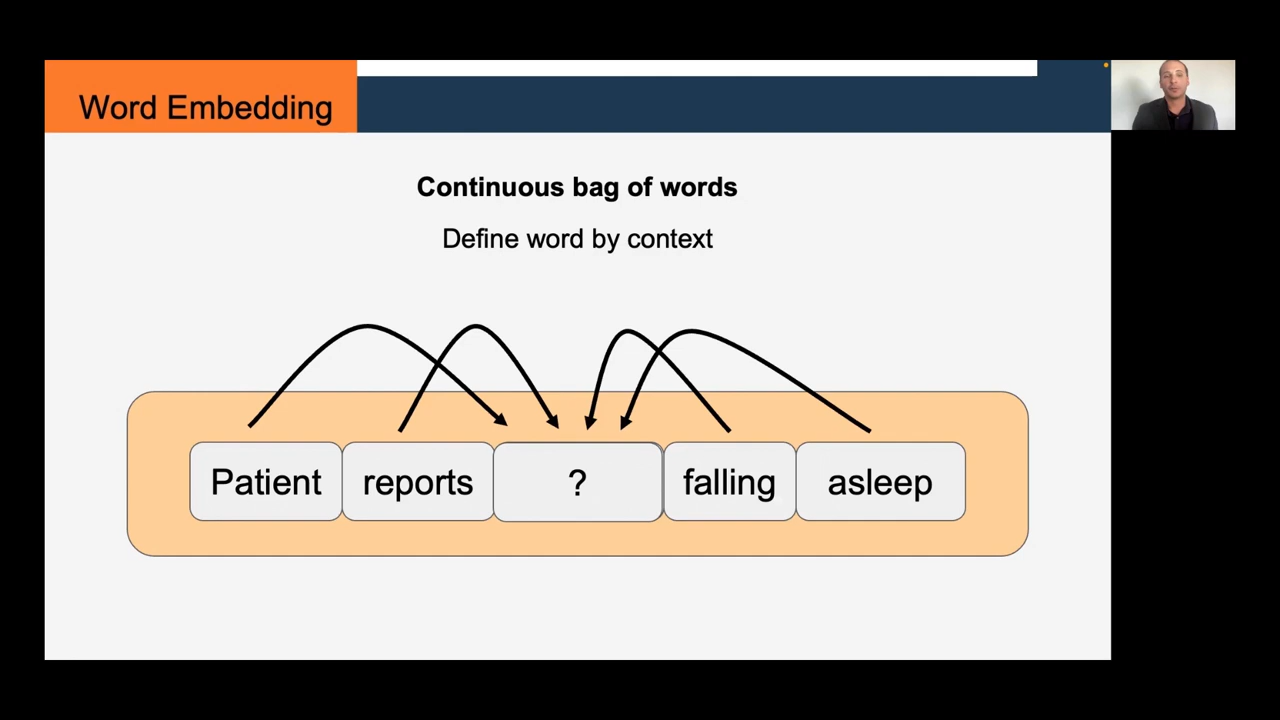 Word Embedding
Continuous bag of words
Define word by context
Patient reports ? falling asleep